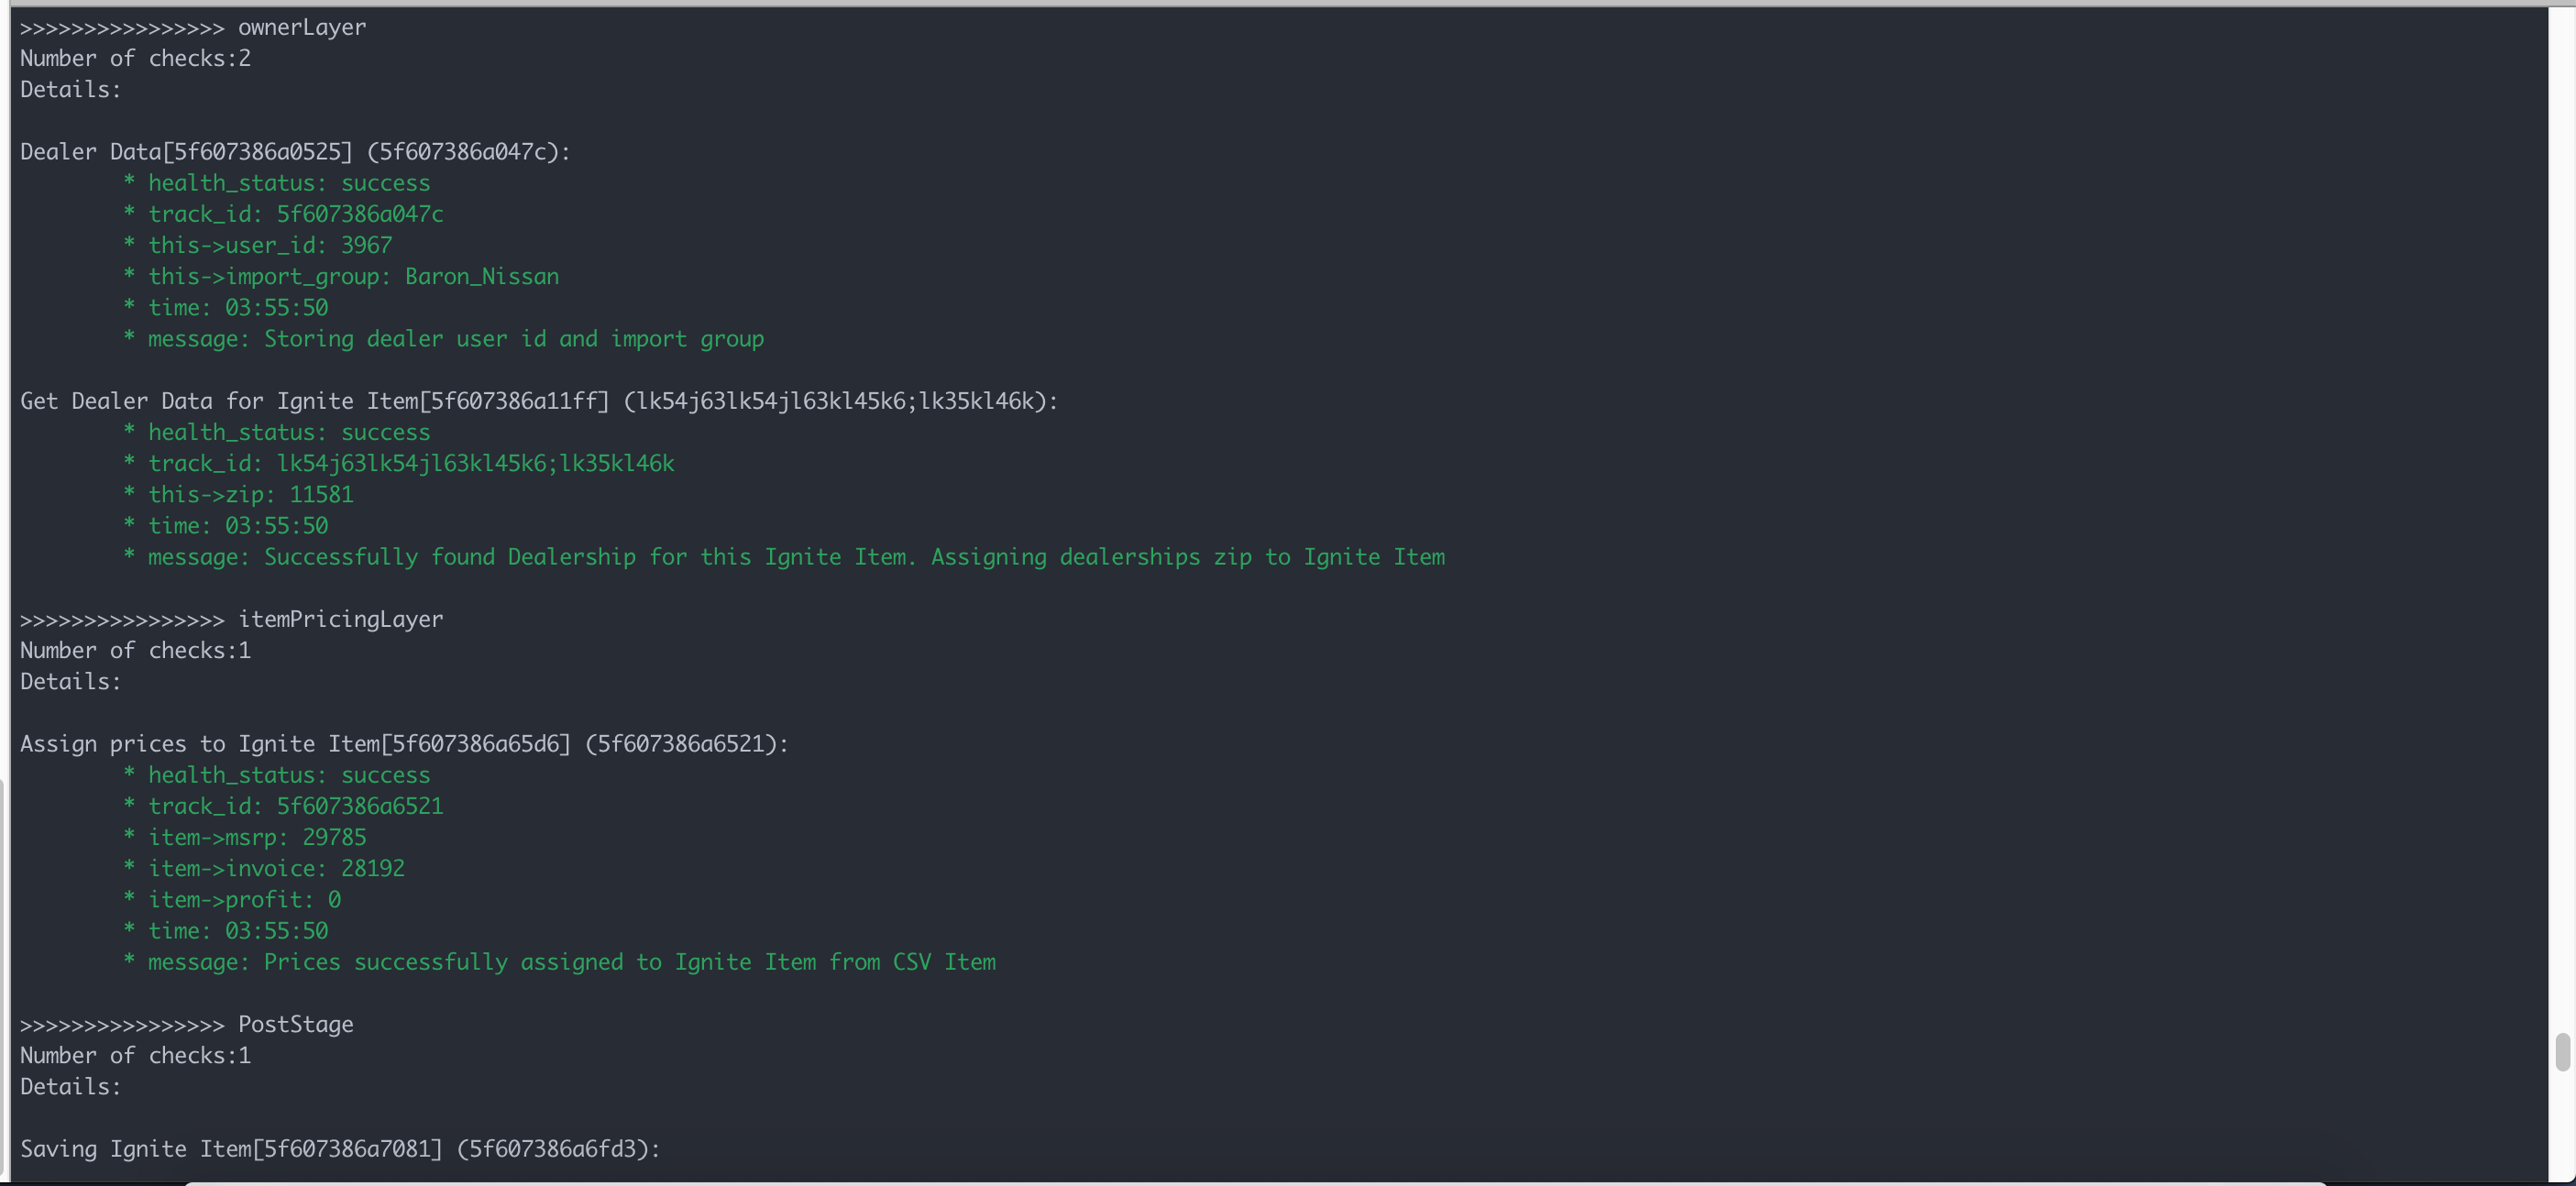 >>>>>>>>>>>>>>>> ownerLayer
Number of checks:2
Details:
Dealer Data[5f607386a0525] (5f607386a047c):
* health_status: success
* track_id: 5f607386a047c
* this->user_id: 3967
* this->import_group: Baron_Nissan
* time: 03:55:50
* message: Storing dealer user id and import group
Get Dealer Data for Ignite Item[5f607386a11ff] (lk54j63lk54jl63kl45k6;lk35kl46k):
* health_status: success
* track_id: lk54j63lk54jl63kl45k6;lk35kl46k
* this->zip: 11581
* time: 03:55:50
* message: Successfully found Dealership for this Ignite Item. Assigning dealerships zip to Ignite Item
>>>>>>>>>>>>>>>> itemPricingLayer
Number of checks:1
Details:
Assign prices to Ignite Item[5f607386a65d6] (5f607386a6521):
* health_status: success
* track_id: 5f607386a6521
* item->msrp: 29785
* item->invoice: 28192
* item->profit: 0
* time: 03:55:50
* message: Prices successfully assigned to Ignite Item from CSV Item
>>>>>>>>>>>>>>>> PostStage
Number of checks:1
Details:
Saving Ignite Item[5f607386a7081] (5f607386a6fd3):